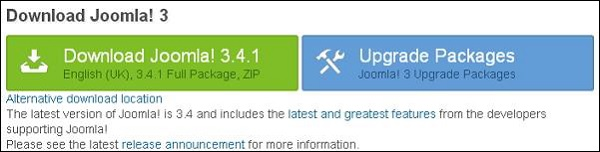 Download Joomla! 3
Download Joomla! 3.4.1
English (UK), 3.4.1 Full Package, ZIP
Upgrade Packages
Joomla! 3 Upgrade Packages
Alternative download location
The latest version of Joomla! is 3.4 and includes the latest and greatest features from the developers
supporting Joomla!
Please see the latest release announcement for more information.